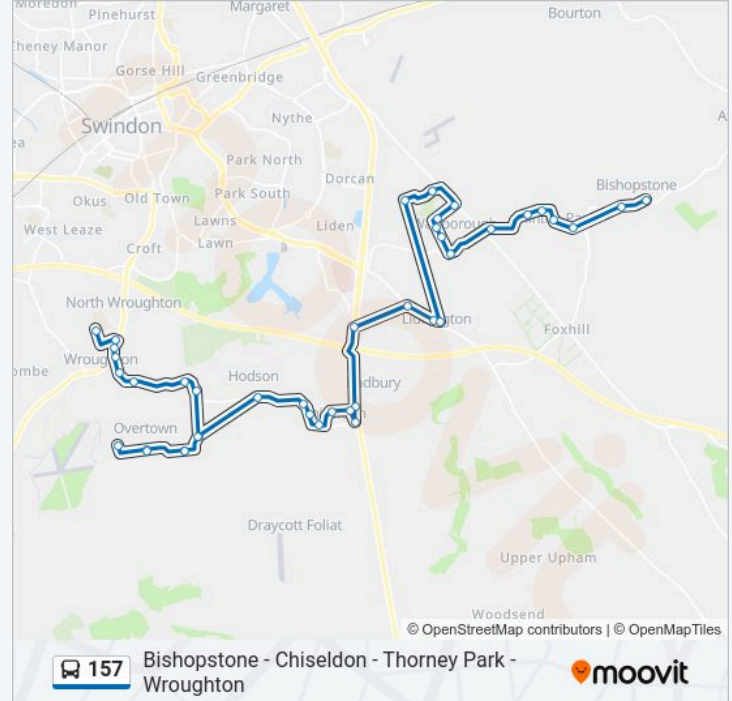 Moredon
Pinehurst
Margaret
Bourton
Cheney Manor
Gorse Hill
Greenbridge
Swindon
Nythe
Park North
Dorcan
Bishopstone
Okus
Old Town
Park South
West Leaze
Lawns
Liden
Croft
Lawn
North Wroughton
Foxhill
Hodson
Overtown
Draycott Foliat
Upper Upham
Woodsend
© OpenStreetMap contributors | © OpenMapTiles
157
Bishopstone - Chiseldon - Thorney Park -
Wroughton
moovit